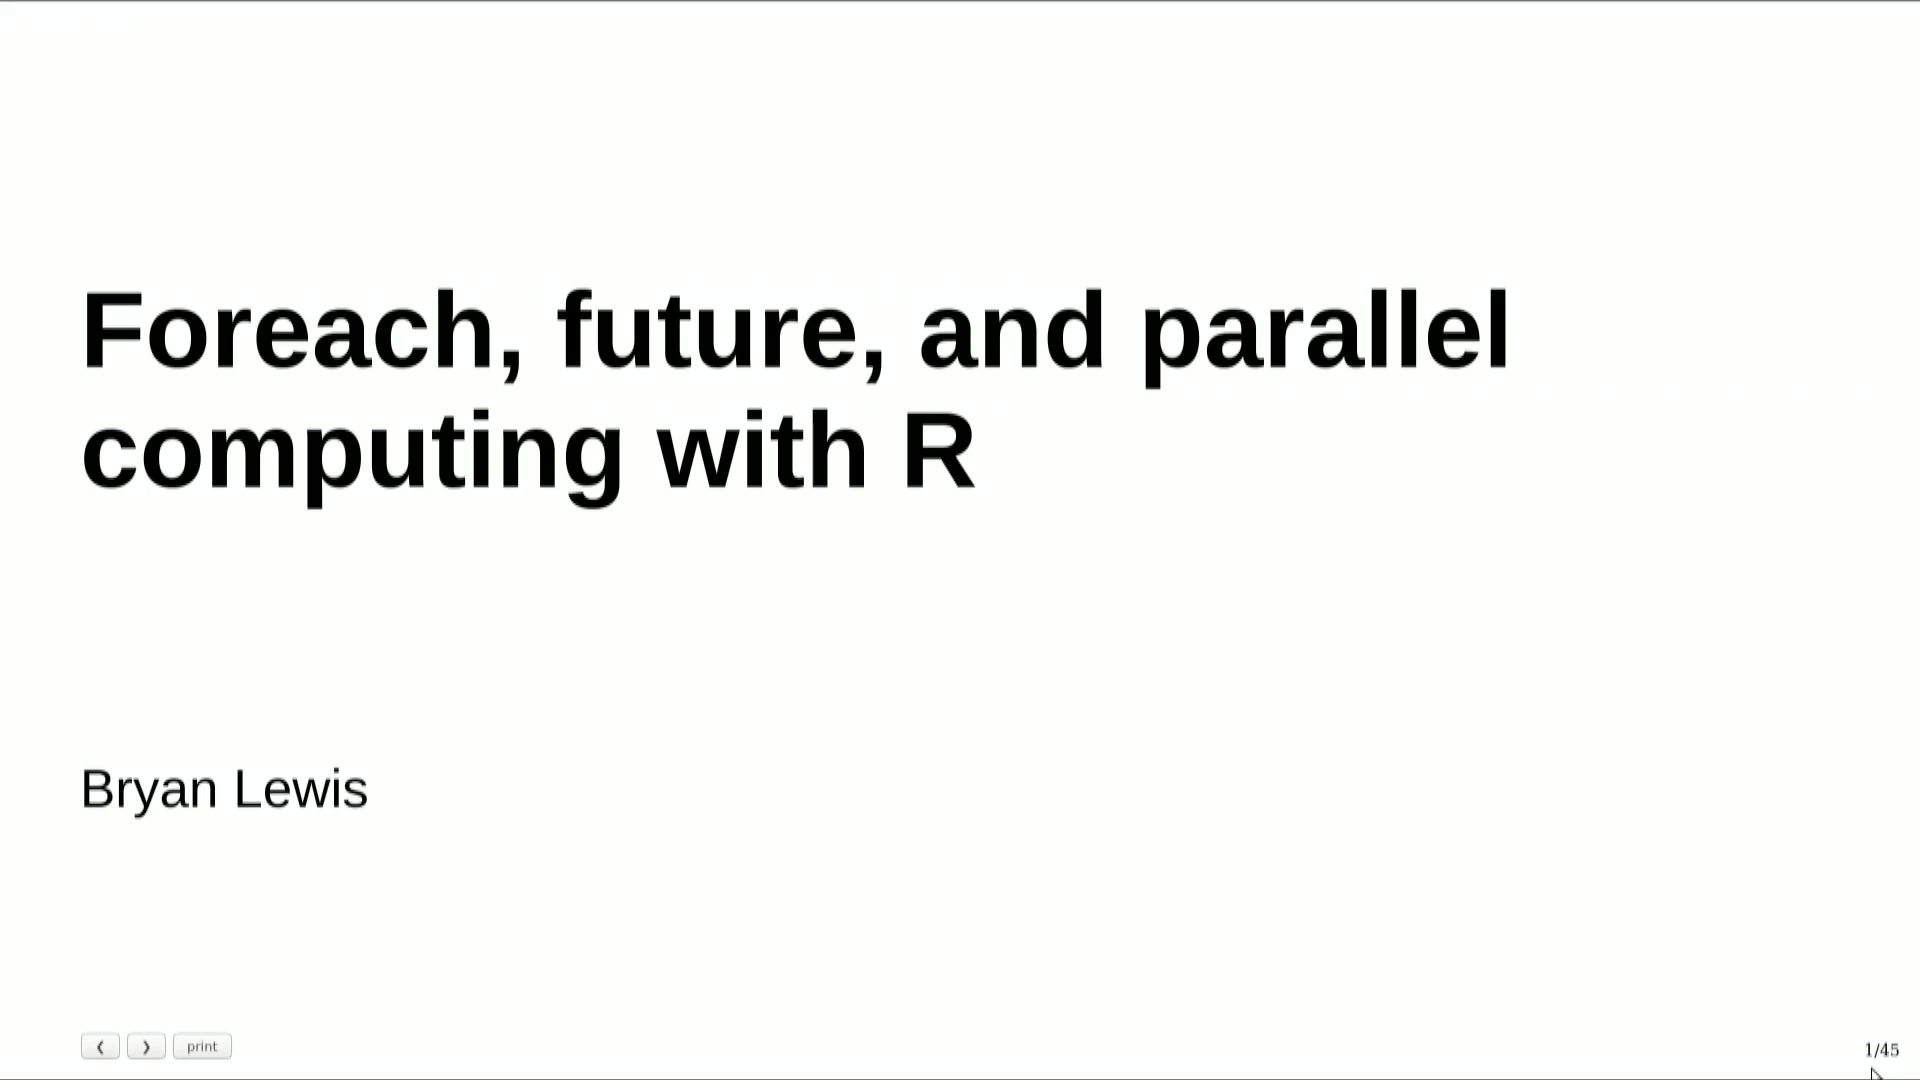 Foreach, future, and parallel
computing with R
Bryan Lewis
❮ ❯ print
1/45